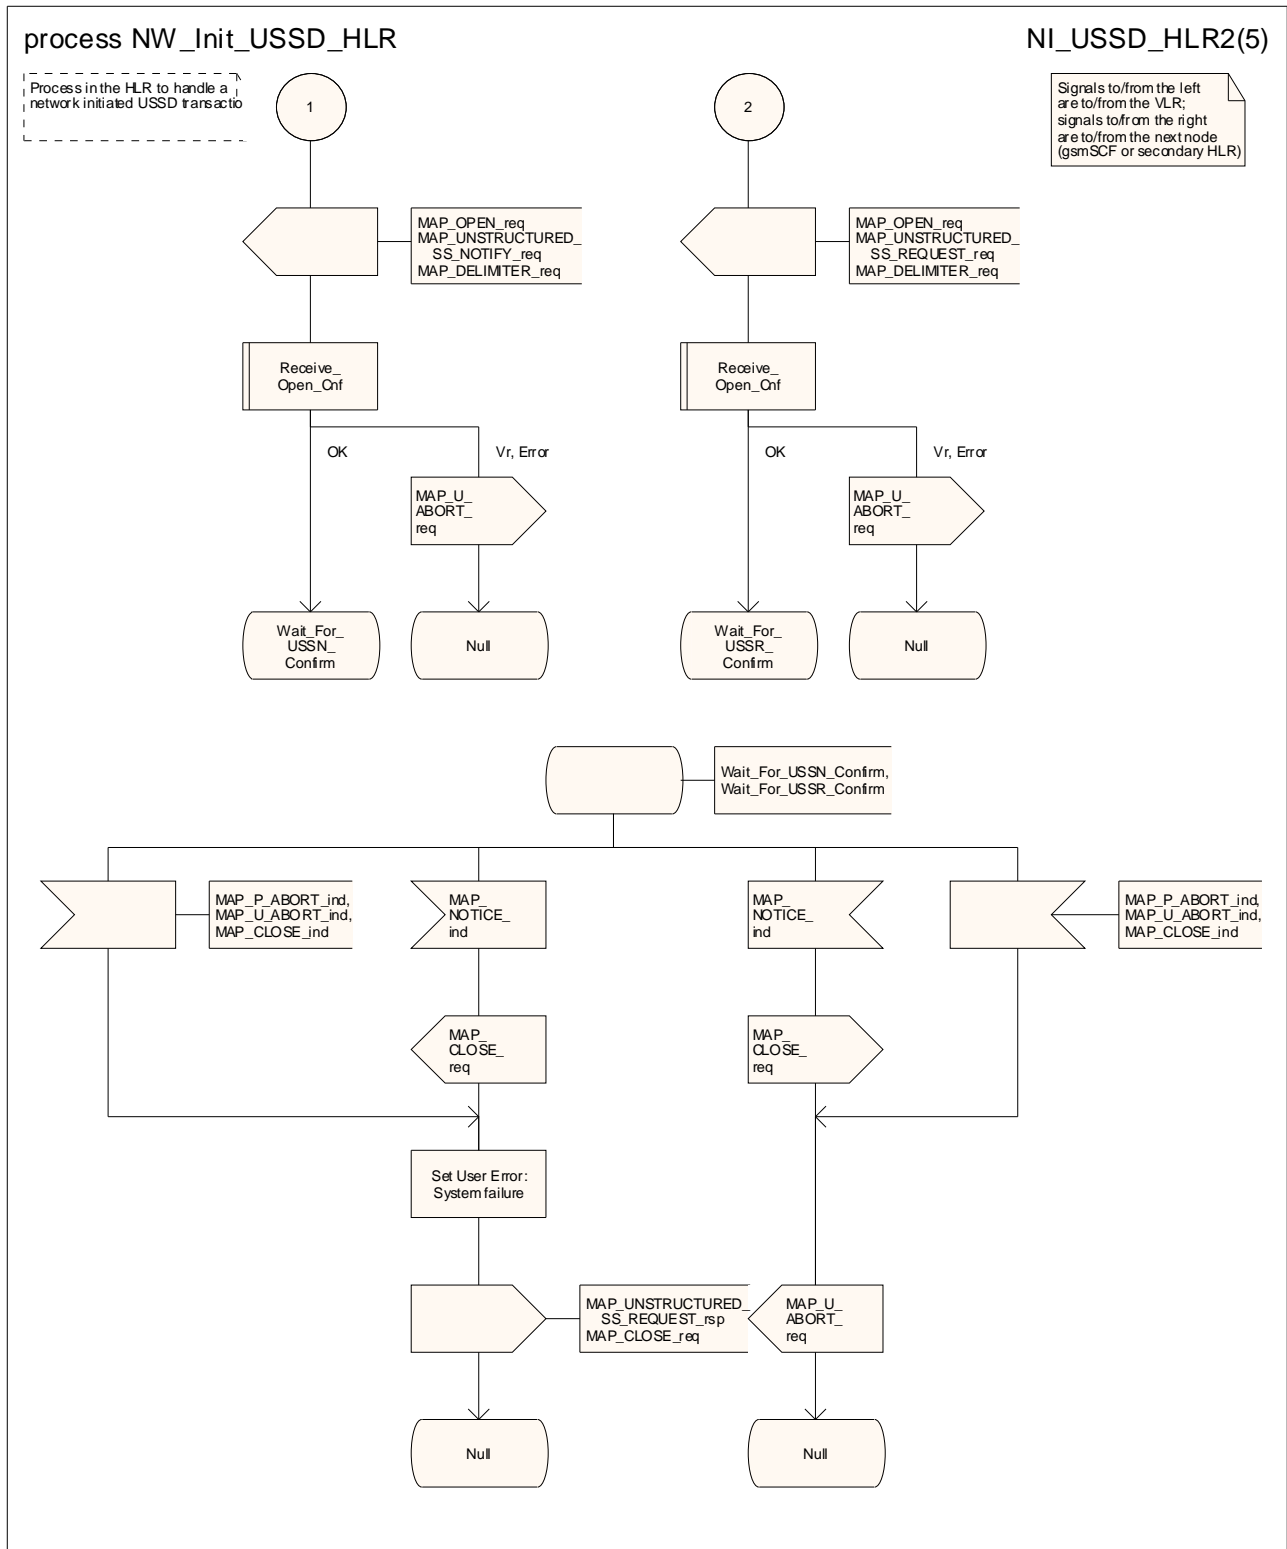 process NW_Init_USSD_HLR
NI_USSD_HLR2(5)
Process in the HLR to handle a
network initiated USSD transactio
1
2
Signals to/from the left
are to/from the VLR;
signals to/from the right
are to/from the next node
(gsmSCF or secondary HLR)
MAP_OPEN_req
MAP_UNSTRUCTURED_
SS_NOTIFY_req
MAP_DELIMITER_req
MAP_OPEN_req
MAP_UNSTRUCTURED_
SS_REQUEST_req
MAP_DELIMITER_req
Receive_
Open_Cnf
Receive_
Open_Cnf
OK
Vr, Error
OK
Vr, Error
MAP_U_
ABORT_
req
MAP_U_
ABORT_
req
Wait_For_
USSN_
Confirm
Null
Wait_For_
USSR_
Confirm
Null
Wait_For_USSN_Confirm,
Wait_For_USSR_Confirm
MAP_P_ABORT_ind,
MAP_U_ABORT_ind,
MAP_CLOSE_ind
MAP_
NOTICE_
ind
MAP_
NOTICE_
ind
MAP_P_ABORT_ind,
MAP_U_ABORT_ind,
MAP_CLOSE_ind
MAP_
CLOSE_
req
MAP_
CLOSE_
req
Set User Error:
System failure
MAP_UNSTRUCTURED_
SS_REQUEST_rsp
MAP_CLOSE_req
MAP_U_
ABORT_
req
Null
Null